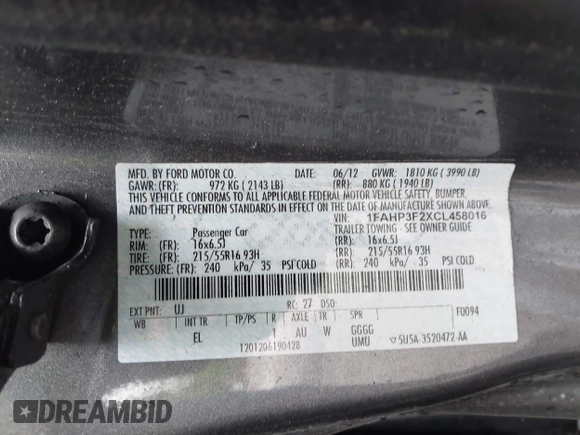 MFD. BY FORD MOTOR CO. DATE: 06/12 GVWR: 1810 KG ( 3990 LB)
GAWR: (FR): 972 KG ( 2143 LB) (RR): 880 KG ( 1940 LB)
THIS VEHICLE CONFORMS TO ALL APPLICABLE FEDERAL MOTOR VEHICLE SAFETY, BUMPER,
AND THEFT PREVENTION STANDARDS IN EFFECT ON THE DATE OF MANUFACTURE SHOWN ABOVE.
VIN: 1FAHP3F2XCL458016
TYPE: Passenger Car TRAILER TOWING - SEE OWNER GUIDE
RIM: (FR): 16x6.5J (RR): 16x6.5J
TIRE: (FR): 215/55R16 93H (RR): 215/55R16 93H
PRESSURE: (FR): 240 kPa/ 35 PSI COLD (RR): 240 kPa/ 35 PSI COLD
EXT PNT: UJ RC: 27 DSO: F0094
WB INT TR TP/PS R AXLE TR SPR
EL 1 AU W GGGG
1201206190428 UMU 5U5A-3520472-AA
DREAMBID